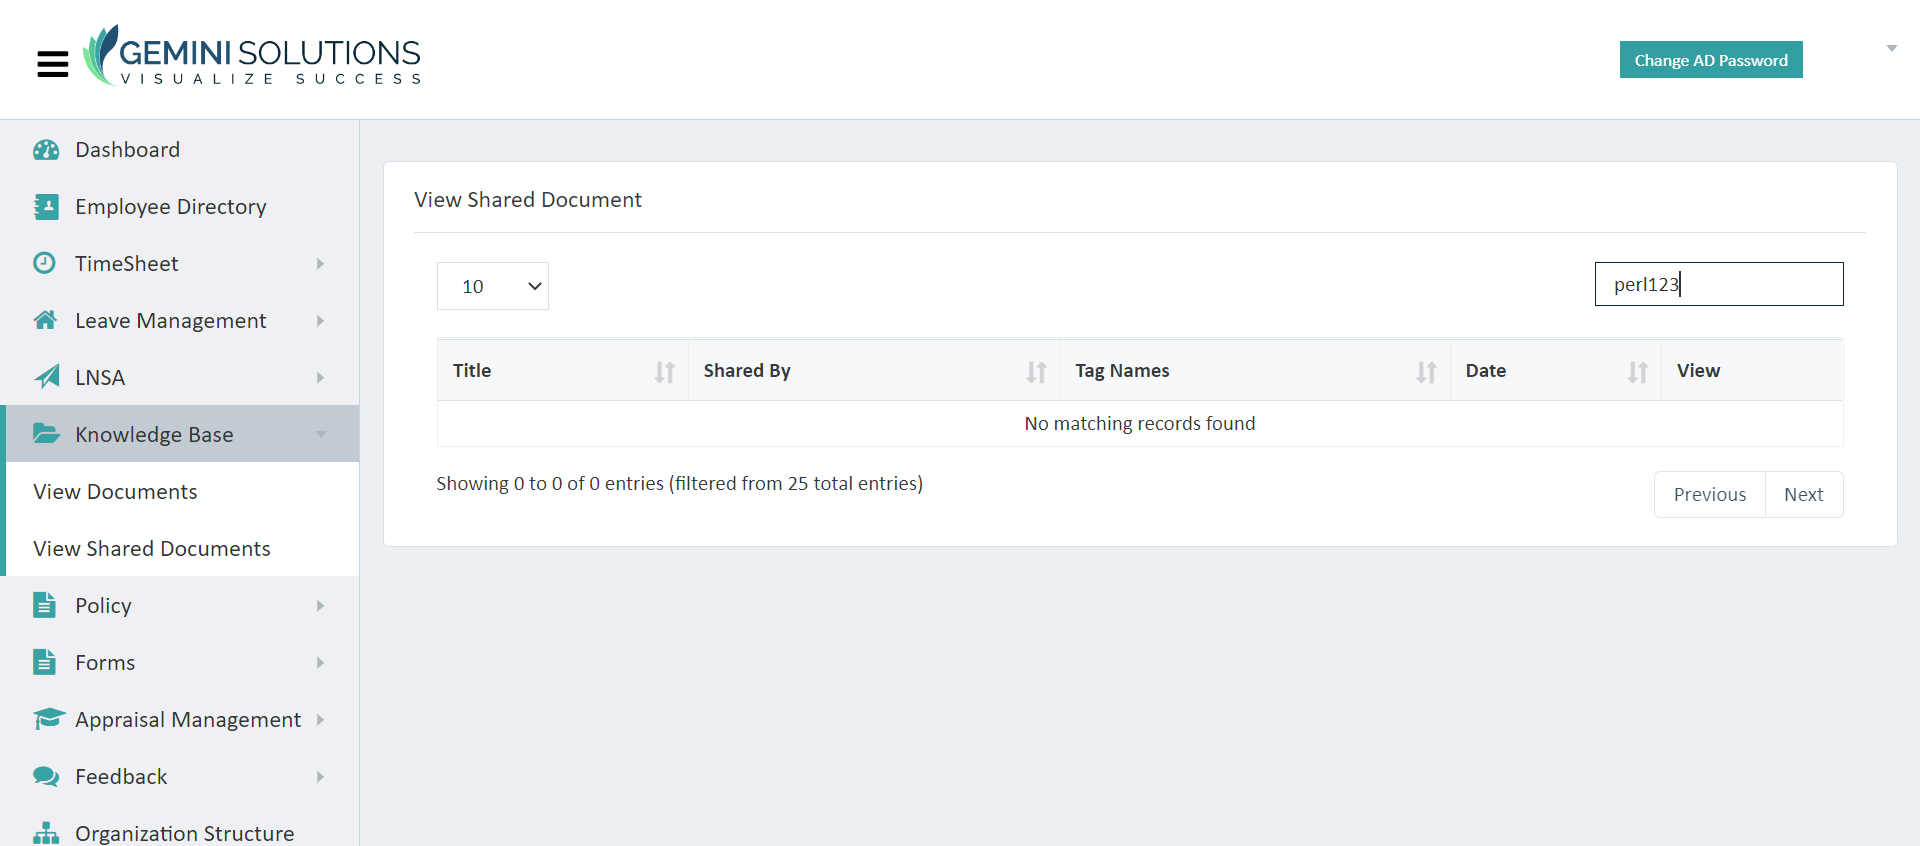 GEMINI SOLUTIONS
VISUALIZE SUCCESS
Change AD Password
Dashboard
Employee Directory
TimeSheet
Leave Management
LNSA
Knowledge Base
View Documents
View Shared Documents
Policy
Forms
Appraisal Management
Feedback
Organization Structure
View Shared Document
10
perl123
Title Shared By Tag Names Date View
No matching records found
Showing 0 to 0 of 0 entries (filtered from 25 total entries)
Previous Next